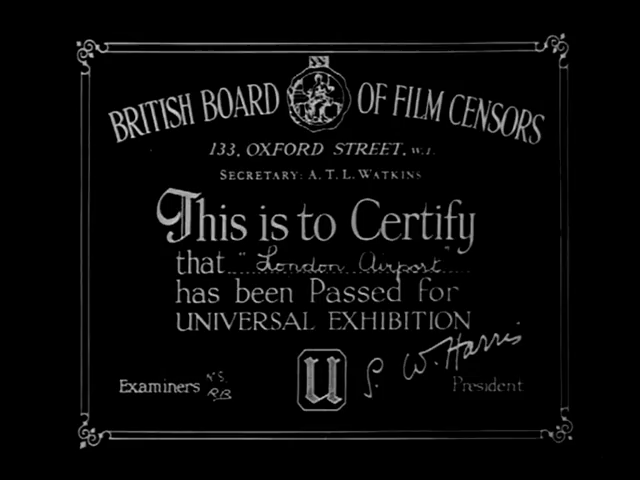 BRITISH BOARD OF FILM CENSORS
133, OXFORD STREET, W.1.
SECRETARY: A. T. L. WATKINS
This is to Certify
that "London Airport"
has been Passed for
UNIVERSAL EXHIBITION
Examiners N.S.
R.B.
U
S. W. Harris
President